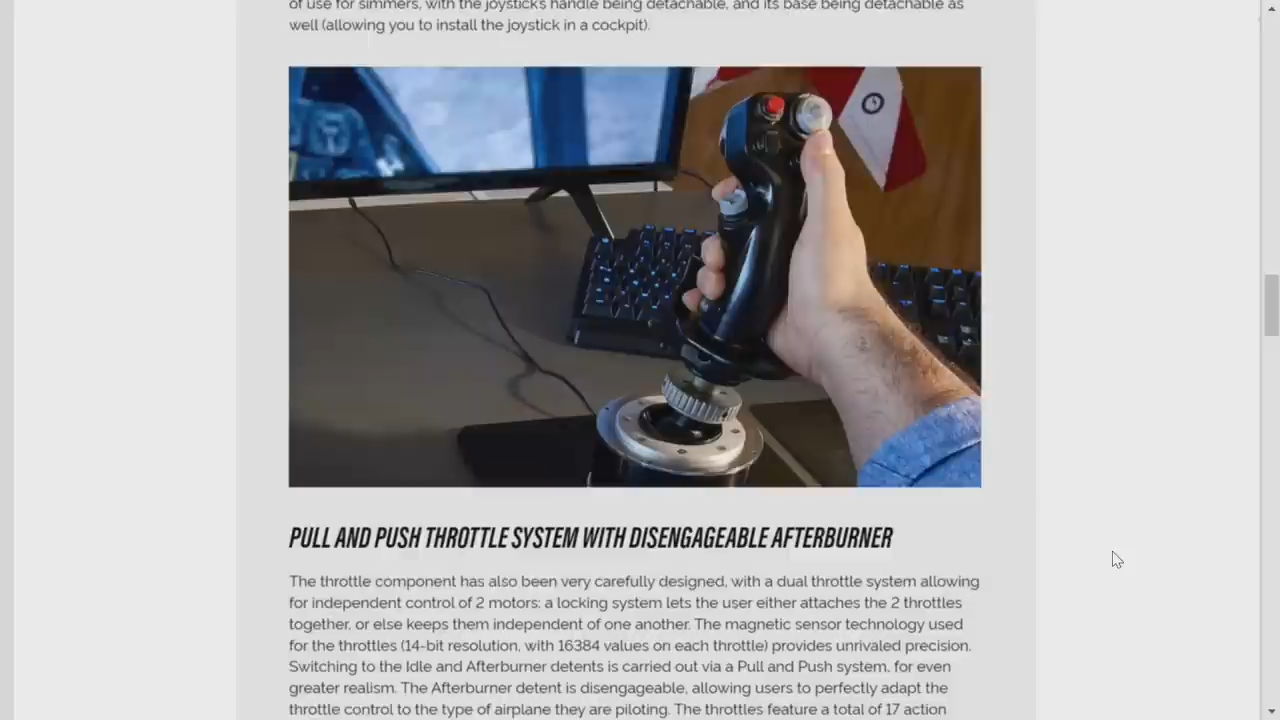 of use for simmers, with the joystick's handle being detachable, and its base being detachable as
well (allowing you to install the joystick in a cockpit).
PULL AND PUSH THROTTLE SYSTEM WITH DISENGAGEABLE AFTERBURNER
The throttle component has also been very carefully designed, with a dual throttle system allowing
for independent control of 2 motors: a locking system lets the user either attaches the 2 throttles
together, or else keeps them independent of one another. The magnetic sensor technology used
for the throttles (14-bit resolution, with 16384 values on each throttle) provides unrivaled precision.
Switching to the Idle and Afterburner detents is carried out via a Pull and Push system, for even
greater realism. The Afterburner detent is disengageable, allowing users to perfectly adapt the
throttle control to the type of airplane they are piloting. The throttles feature a total of 17 action